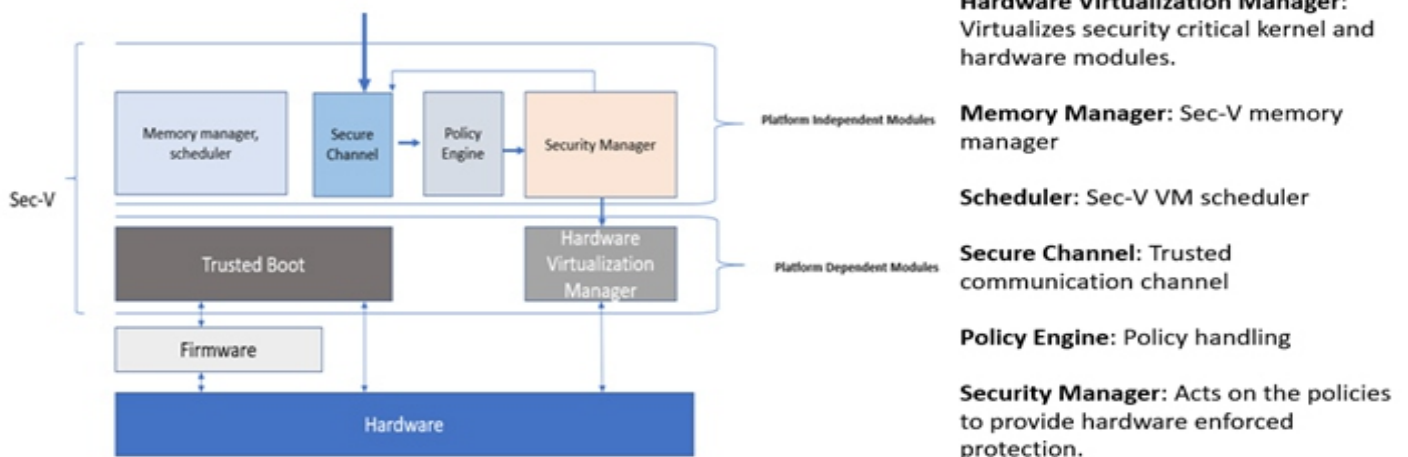 Hardware Virtualization Manager:
Virtualizes security critical kernel and
hardware modules.
Memory Manager: Sec-V memory
manager
Scheduler: Sec-V VM scheduler
Secure Channel: Trusted
communication channel
Policy Engine: Policy handling
Security Manager: Acts on the policies
to provide hardware enforced
protection.
Sec-V
Memory manager,
scheduler
Secure
Channel
Policy
Engine
Security Manager
Platform Independent Modules
Trusted Boot
Hardware
Virtualization
Manager
Platform Dependent Modules
Firmware
Hardware